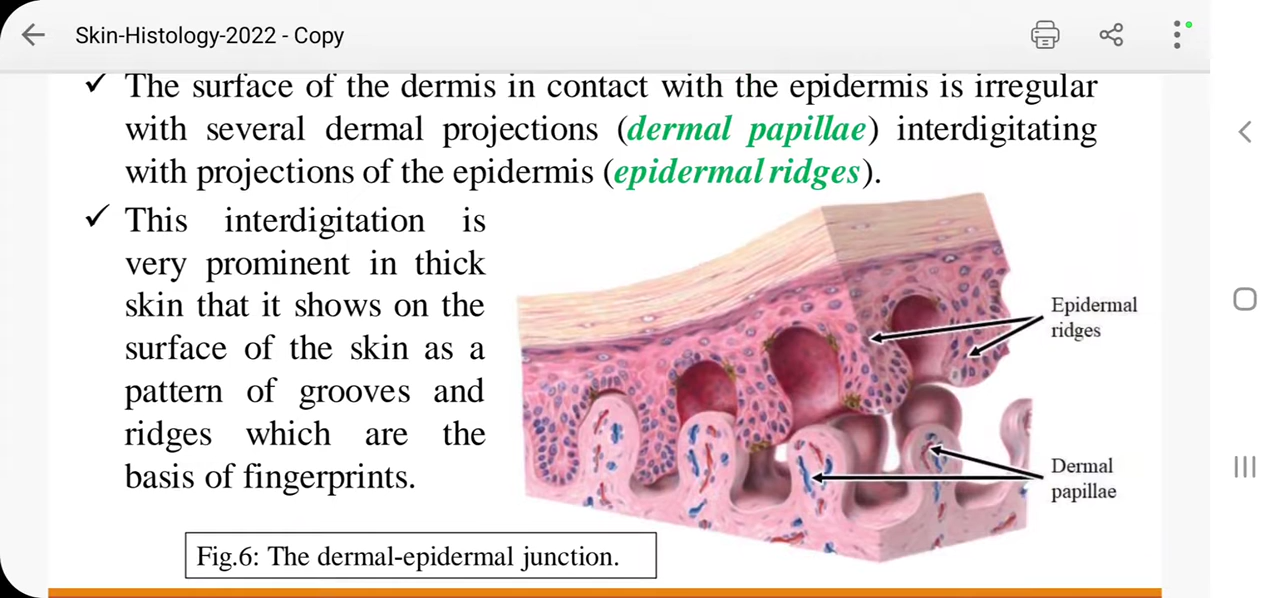 Skin-Histology-2022 - Copy
✓ The surface of the dermis in contact with the epidermis is irregular
with several dermal projections (dermal papillae) interdigitating
with projections of the epidermis (epidermal ridges).
✓ This interdigitation is
very prominent in thick
skin that it shows on the
surface of the skin as a
pattern of grooves and
ridges which are the
basis of fingerprints.
Epidermal
ridges
Dermal
papillae
Fig.6: The dermal-epidermal junction.